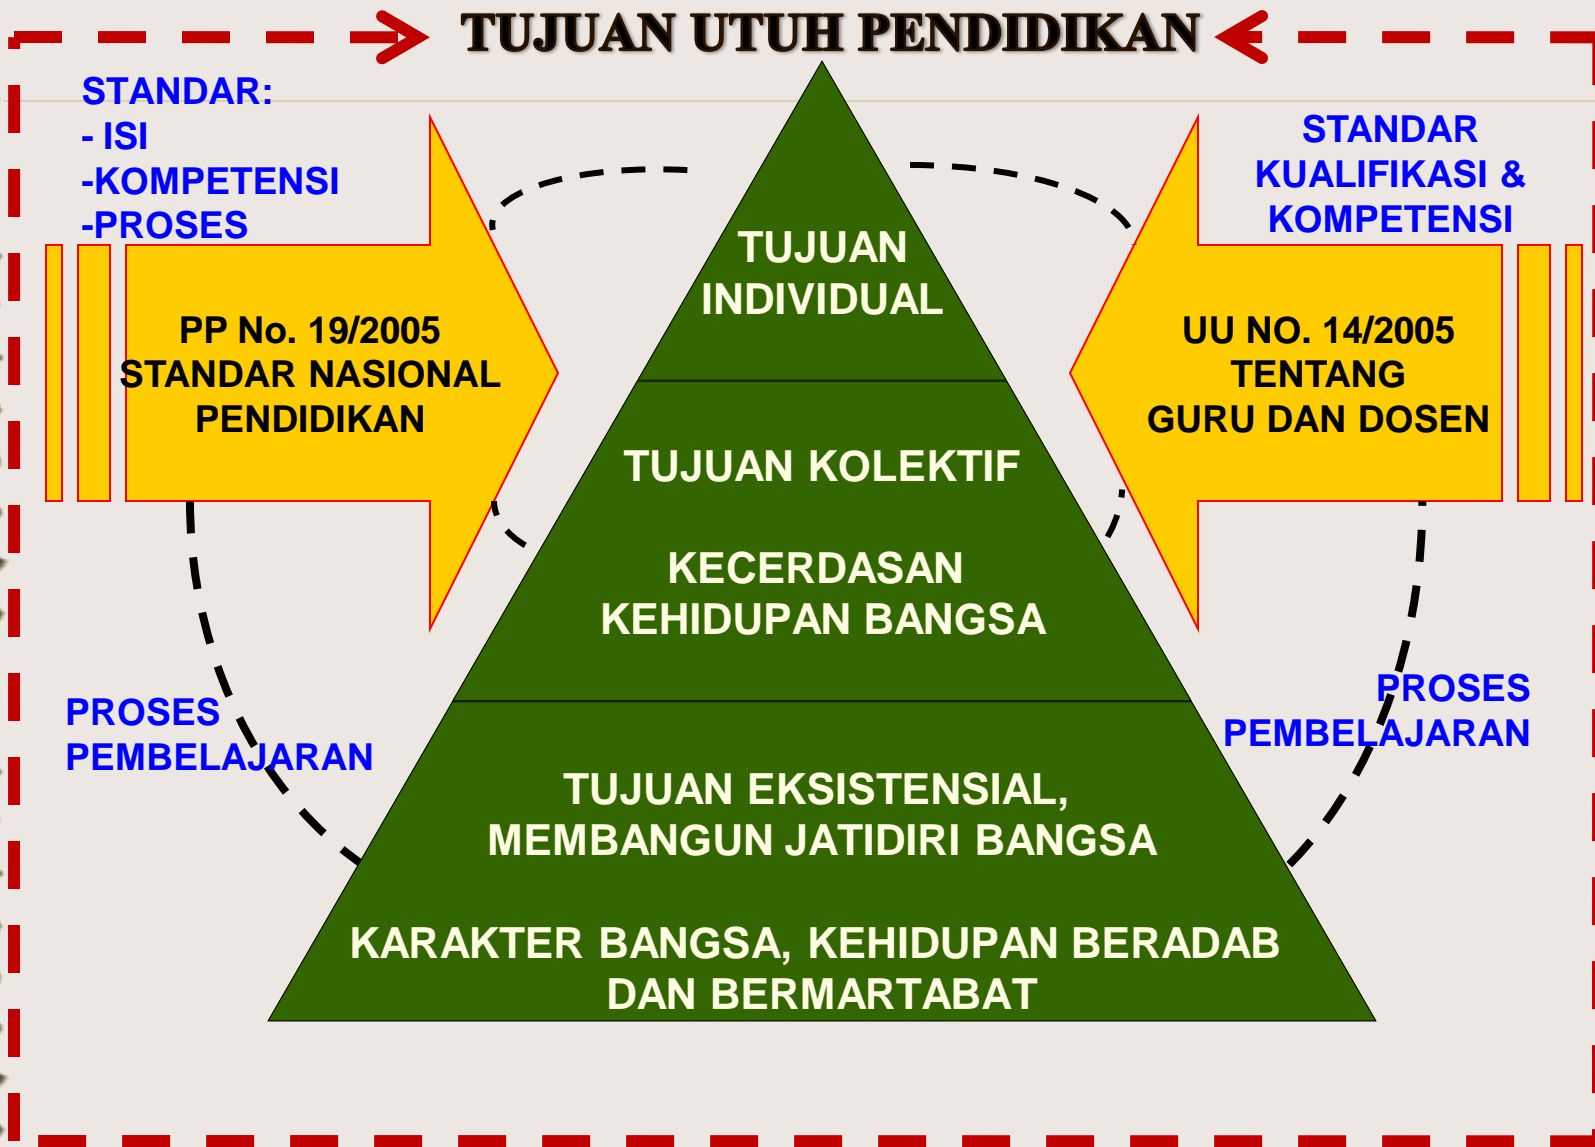 TUJUAN UTUH PENDIDIKAN
STANDAR:
- ISI
-KOMPETENSI
-PROSES
STANDAR
KUALIFIKASI &
KOMPETENSI
PP No. 19/2005
STANDAR NASIONAL
PENDIDIKAN
TUJUAN
INDIVIDUAL
UU NO. 14/2005
TENTANG
GURU DAN DOSEN
TUJUAN KOLEKTIF
KECERDASAN
KEHIDUPAN BANGSA
PROSES
PEMBELAJARAN
PROSES
PEMBELAJARAN
TUJUAN EKSISTENSIAL,
MEMBANGUN JATIDIRI BANGSA
KARAKTER BANGSA, KEHIDUPAN BERADAB
DAN BERMARTABAT